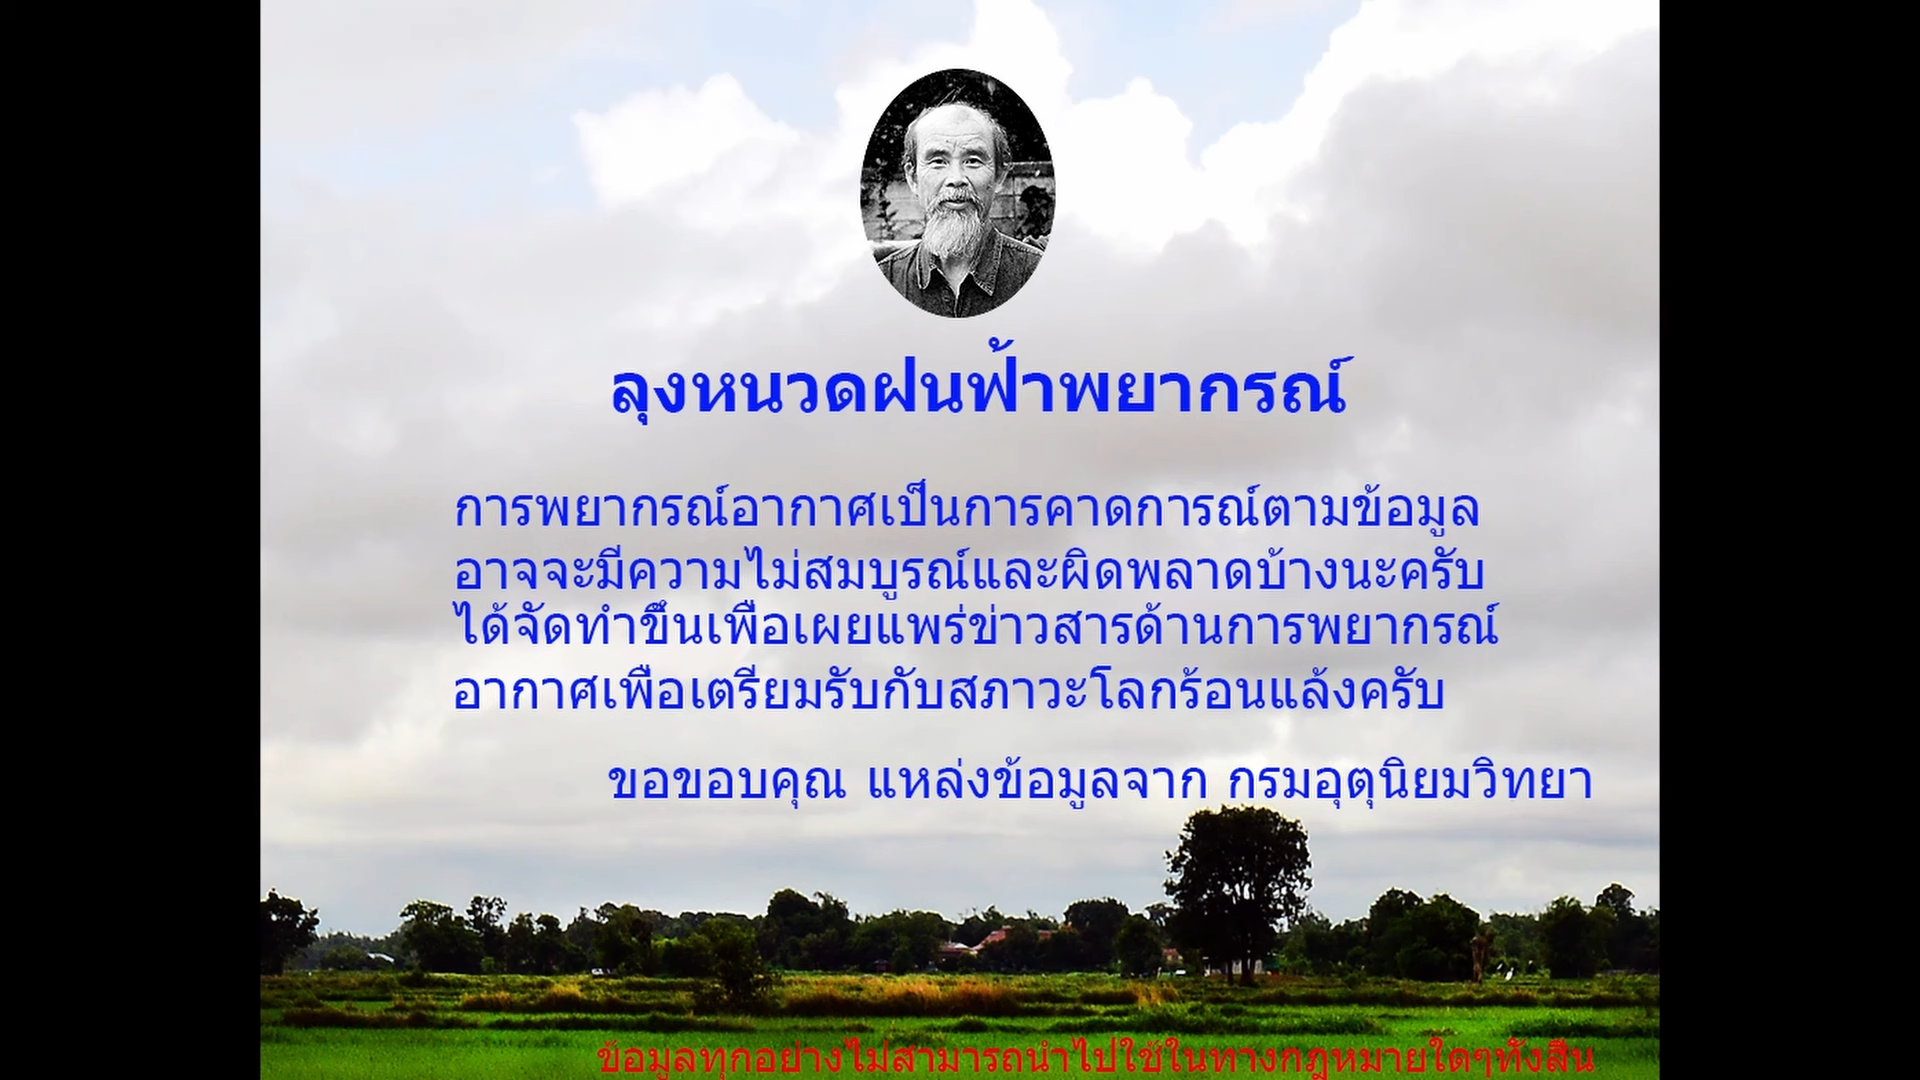 ลุงหนวดฝนฟ้าพยากรณ์
การพยากรณ์อากาศเป็นการคาดการณ์ตามข้อมูล
อาจจะมีความไม่สมบูรณ์และผิดพลาดบ้างนะครับ
ได้จัดทำขึ้นเพื่อเผยแพร่ข่าวสารด้านการพยากรณ์
อากาศเพื่อเตรียมรับกับสภาวะโลกร้อนแล้งครับ
ขอขอบคุณ แหล่งข้อมูลจาก กรมอุตุนิยมวิทยา
ข้อมูลทุกอย่างไม่สามารถนำไปใช้ในทางกฎหมายใดๆทั้งสิ้น